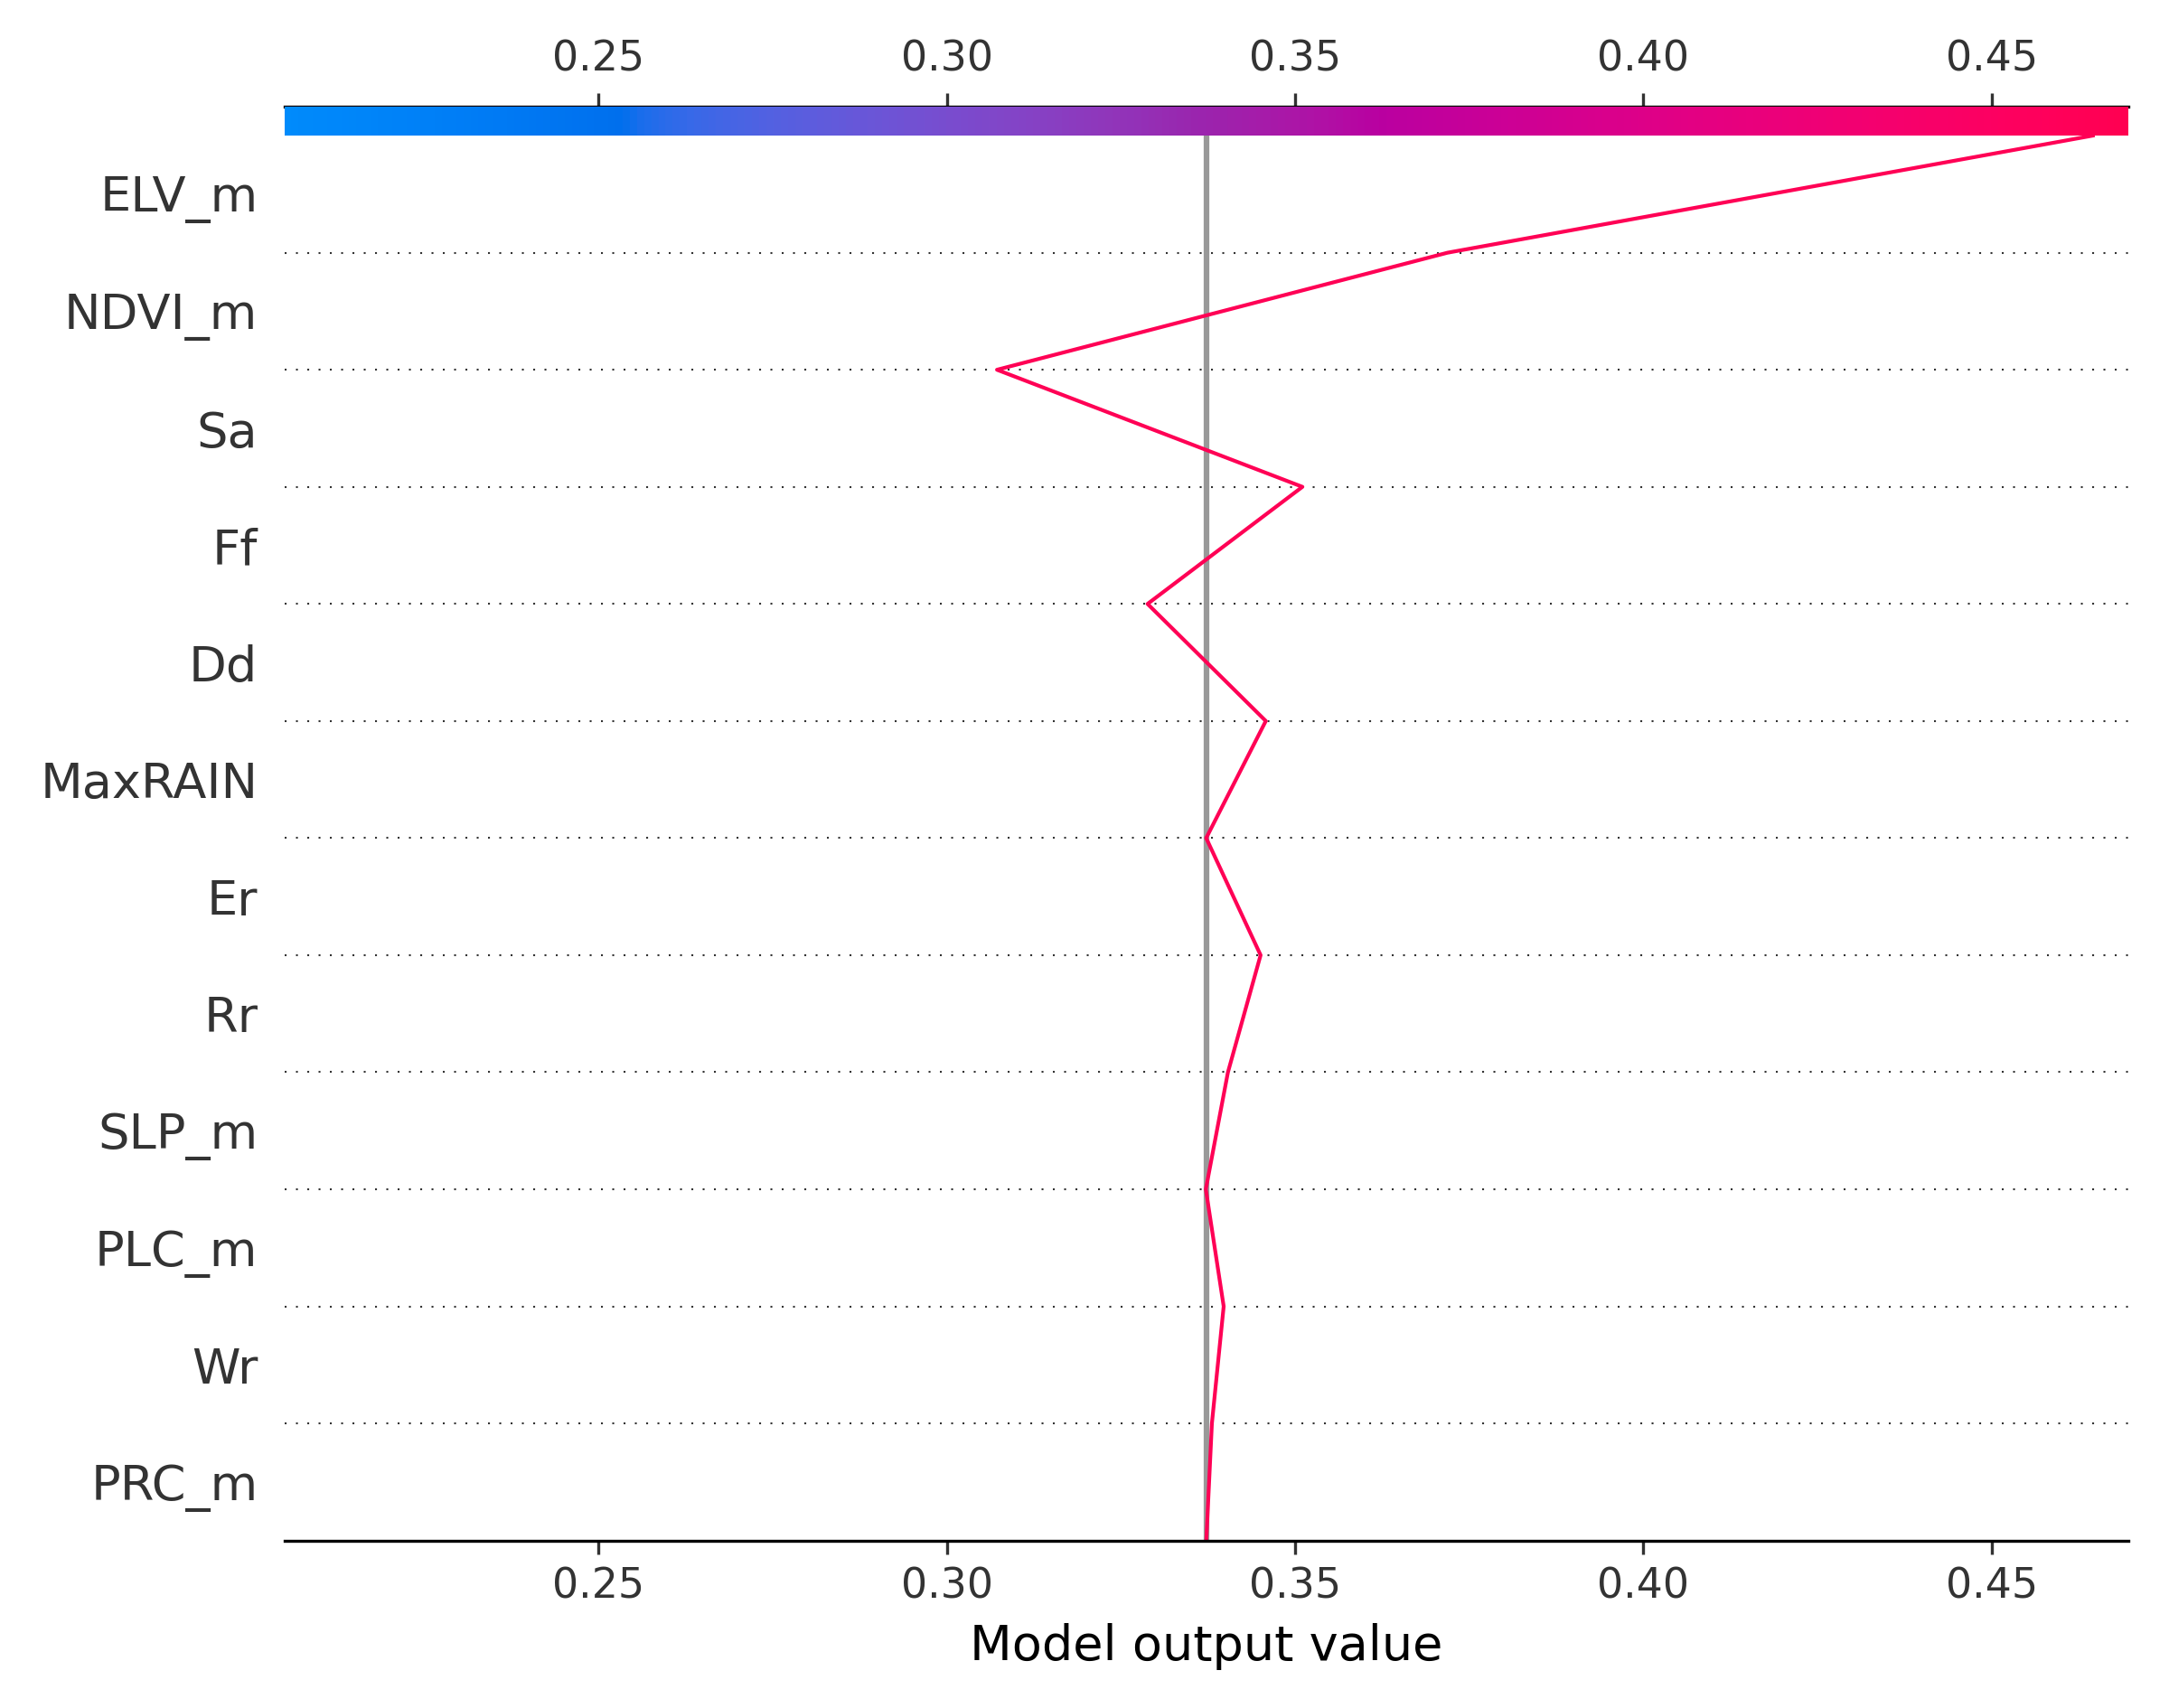 0.25 0.30 0.35 0.40 0.45
ELV_m
NDVI_m
Sa
Ff
Dd
MaxRAIN
Er
Rr
SLP_m
PLC_m
Wr
PRC_m
0.25 0.30 0.35 0.40 0.45
Model output value